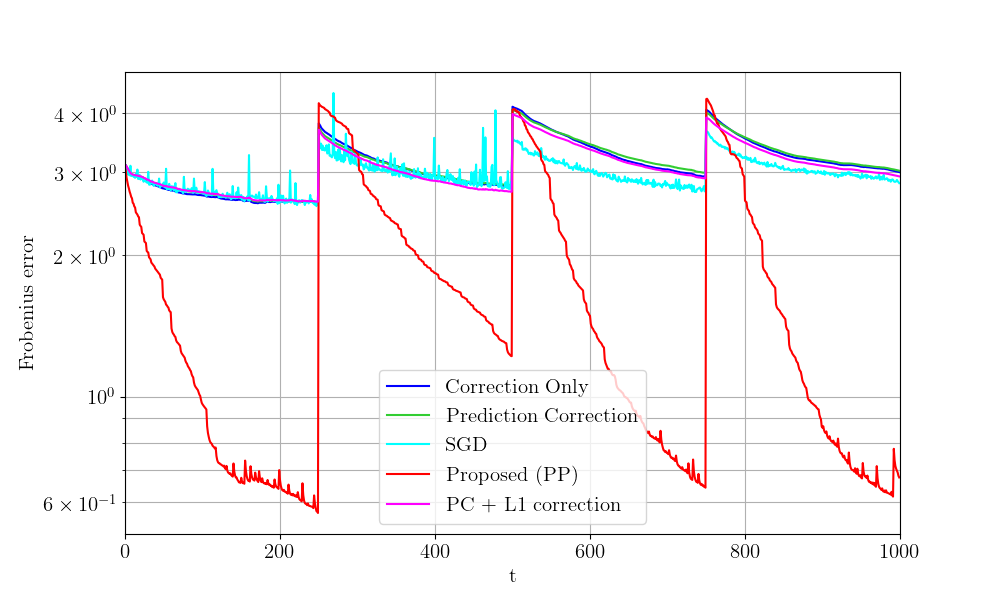 Frobenius error
4 × 10⁰
3 × 10⁰
2 × 10⁰
10⁰
6 × 10⁻¹
Correction Only
Prediction Correction
SGD
Proposed (PP)
PC + L1 correction
0 200 400 600 800 1000
t